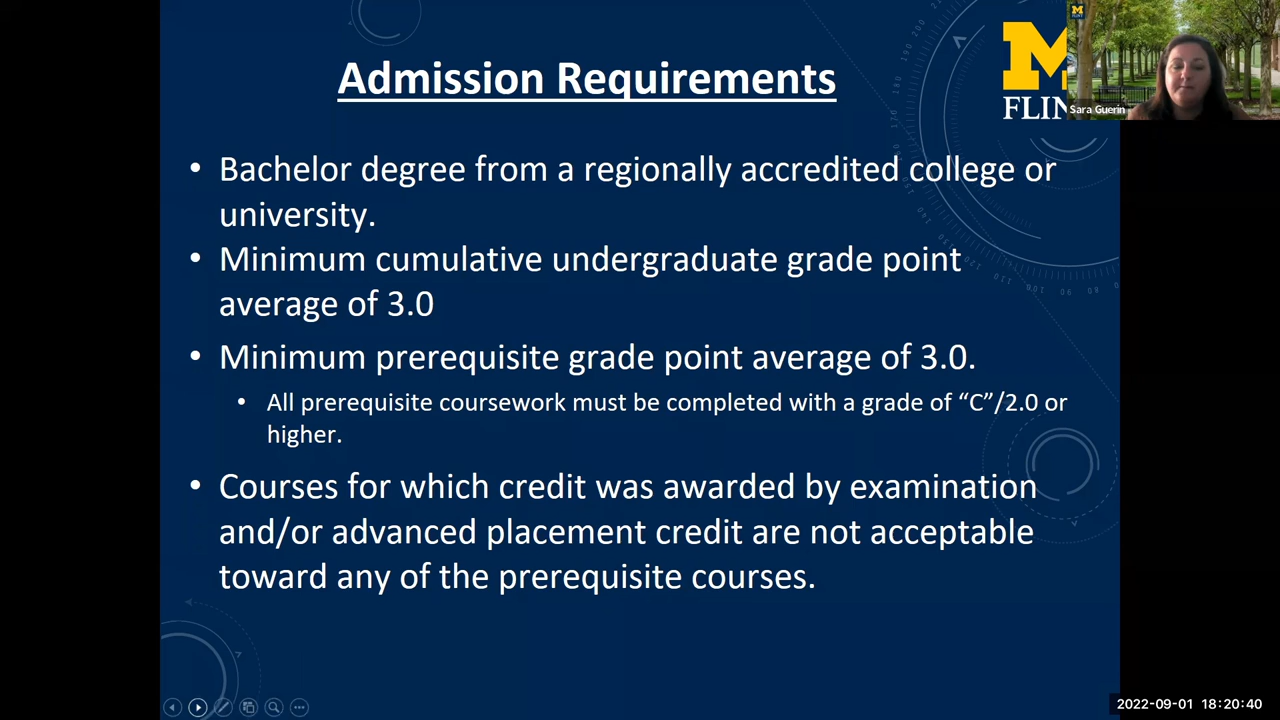 Admission Requirements
M
FLIN
M
FLINT
Sara Guerin
• Bachelor degree from a regionally accredited college or
university.
• Minimum cumulative undergraduate grade point
average of 3.0
• Minimum prerequisite grade point average of 3.0.
• All prerequisite coursework must be completed with a grade of “C”/2.0 or
higher.
• Courses for which credit was awarded by examination
and/or advanced placement credit are not acceptable
toward any of the prerequisite courses.
2022-09-01 18:20:40